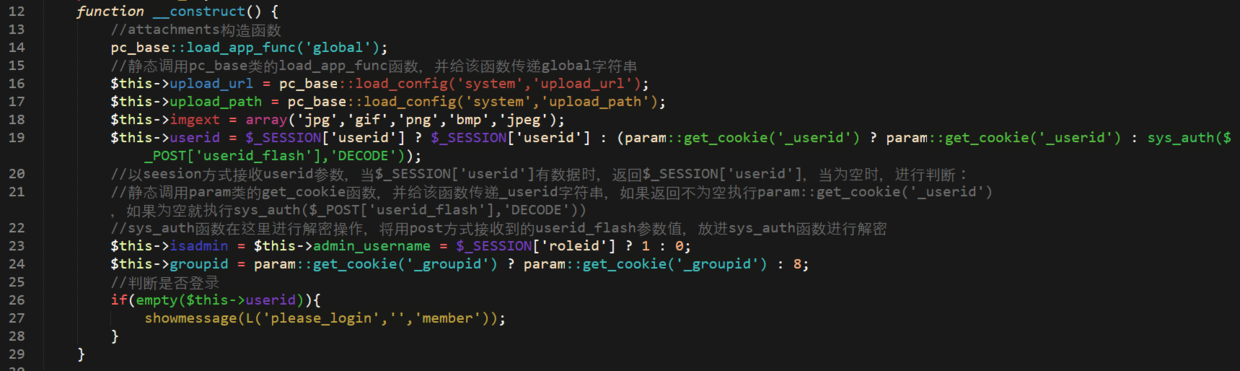 12 function __construct() {
13 //attachments构造函数
14 pc_base::load_app_func('global');
15 //静态调用pc_base类的load_app_func函数，并给该函数传递global字符串
16 $this->upload_url = pc_base::load_config('system','upload_url');
17 $this->upload_path = pc_base::load_config('system','upload_path');
18 $this->imgext = array('jpg','gif','png','bmp','jpeg');
19 $this->userid = $_SESSION['userid'] ? $_SESSION['userid'] : (param::get_cookie('_userid') ? param::get_cookie('_userid') : sys_auth($
_POST['userid_flash'],'DECODE'));
20 //以seesion方式接收userid参数，当$_SESSION['userid']有数据时，返回$_SESSION['userid']，当为空时，进行判断：
21 //静态调用param类的get_cookie函数，并给该函数传递_userid字符串，如果返回不为空执行param::get_cookie('_userid')
，如果为空就执行sys_auth($_POST['userid_flash'],'DECODE'))
22 //sys_auth函数在这里进行解密操作，将用post方式接收到的userid_flash参数值，放进sys_auth函数进行解密
23 $this->isadmin = $this->admin_username = $_SESSION['roleid'] ? 1 : 0;
24 $this->groupid = param::get_cookie('_groupid') ? param::get_cookie('_groupid') : 8;
25 //判断是否登录
26 if(empty($this->userid)){
27 showmessage(L('please_login','','member'));
28 }
29 }